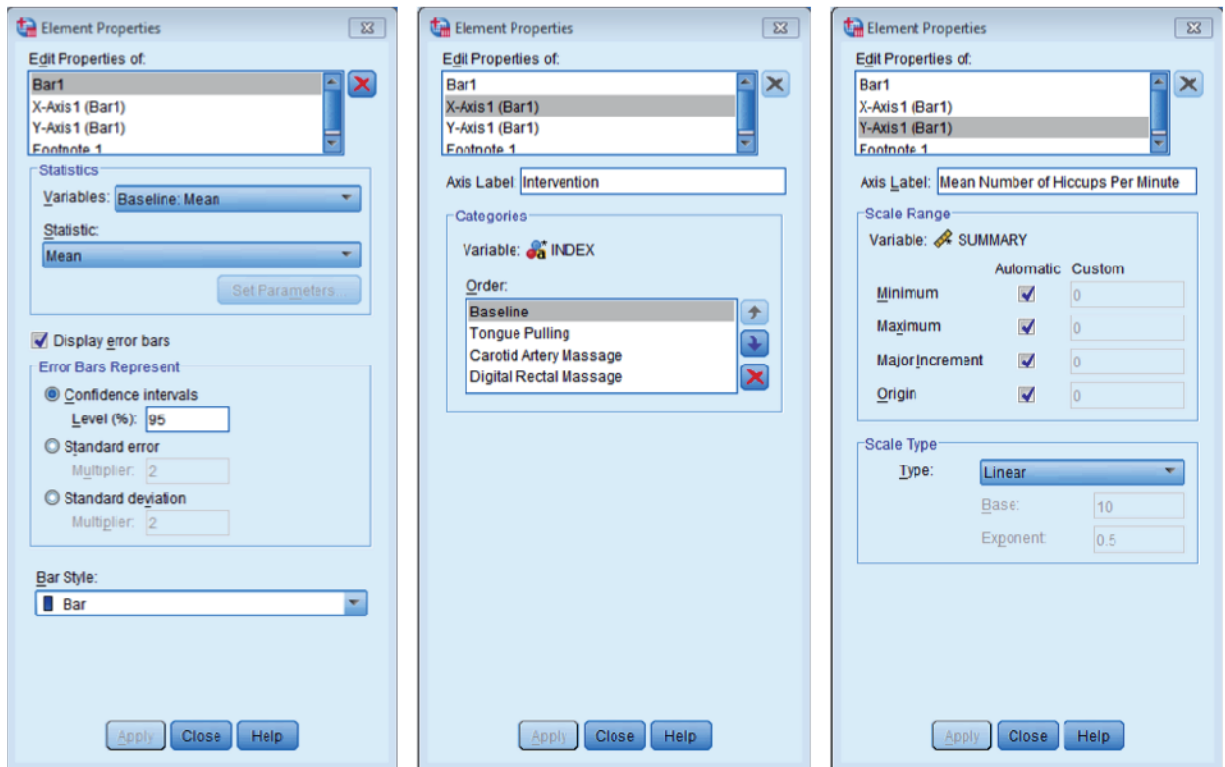 Element Properties
Edit Properties of:
Bar1
X-Axis1 (Bar1)
Y-Axis1 (Bar1)
Footnote 1
Statistics
Variables: Baseline: Mean
Statistic:
Mean
Set Parameters...
Display error bars
Error Bars Represent
Confidence intervals
Level (%): 95
Standard error
Multiplier: 2
Standard deviation
Multiplier: 2
Bar Style:
Bar
Apply Close Help
Element Properties
Edit Properties of:
Bar1
X-Axis1 (Bar1)
Y-Axis1 (Bar1)
Footnote 1
Axis Label: Intervention
Categories
Variable: INDEX
Order:
Baseline
Tongue Pulling
Carotid Artery Massage
Digital Rectal Massage
Apply Close Help
Element Properties
Edit Properties of:
Bar1
X-Axis1 (Bar1)
Y-Axis1 (Bar1)
Footnote 1
Axis Label: Mean Number of Hiccups Per Minute
Scale Range
Variable: SUMMARY
Automatic Custom
Minimum 0
Maximum 0
Major Increment 0
Origin 0
Scale Type
Type: Linear
Base: 10
Exponent: 0.5
Apply Close Help